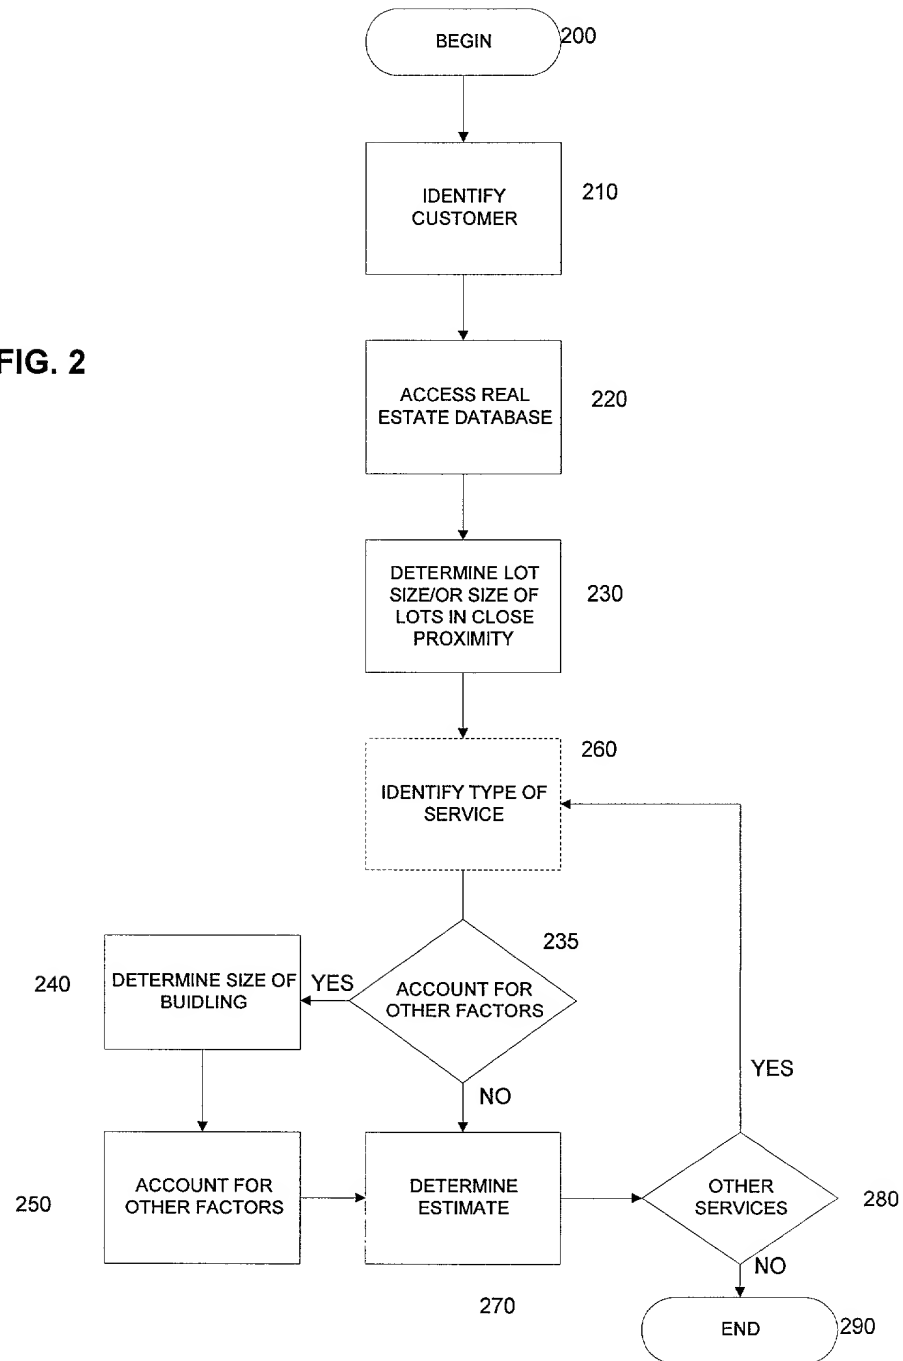 BEGIN
200
IDENTIFY
CUSTOMER
210
FIG. 2
ACCESS REAL
ESTATE DATABASE
220
DETERMINE LOT
SIZE/OR SIZE OF
LOTS IN CLOSE
PROXIMITY
230
260
IDENTIFY TYPE OF
SERVICE
235
240
DETERMINE SIZE OF
BUIDLING
YES
ACCOUNT FOR
OTHER FACTORS
NO
YES
250
ACCOUNT FOR
OTHER FACTORS
DETERMINE
ESTIMATE
OTHER
SERVICES
280
NO
270
END
290